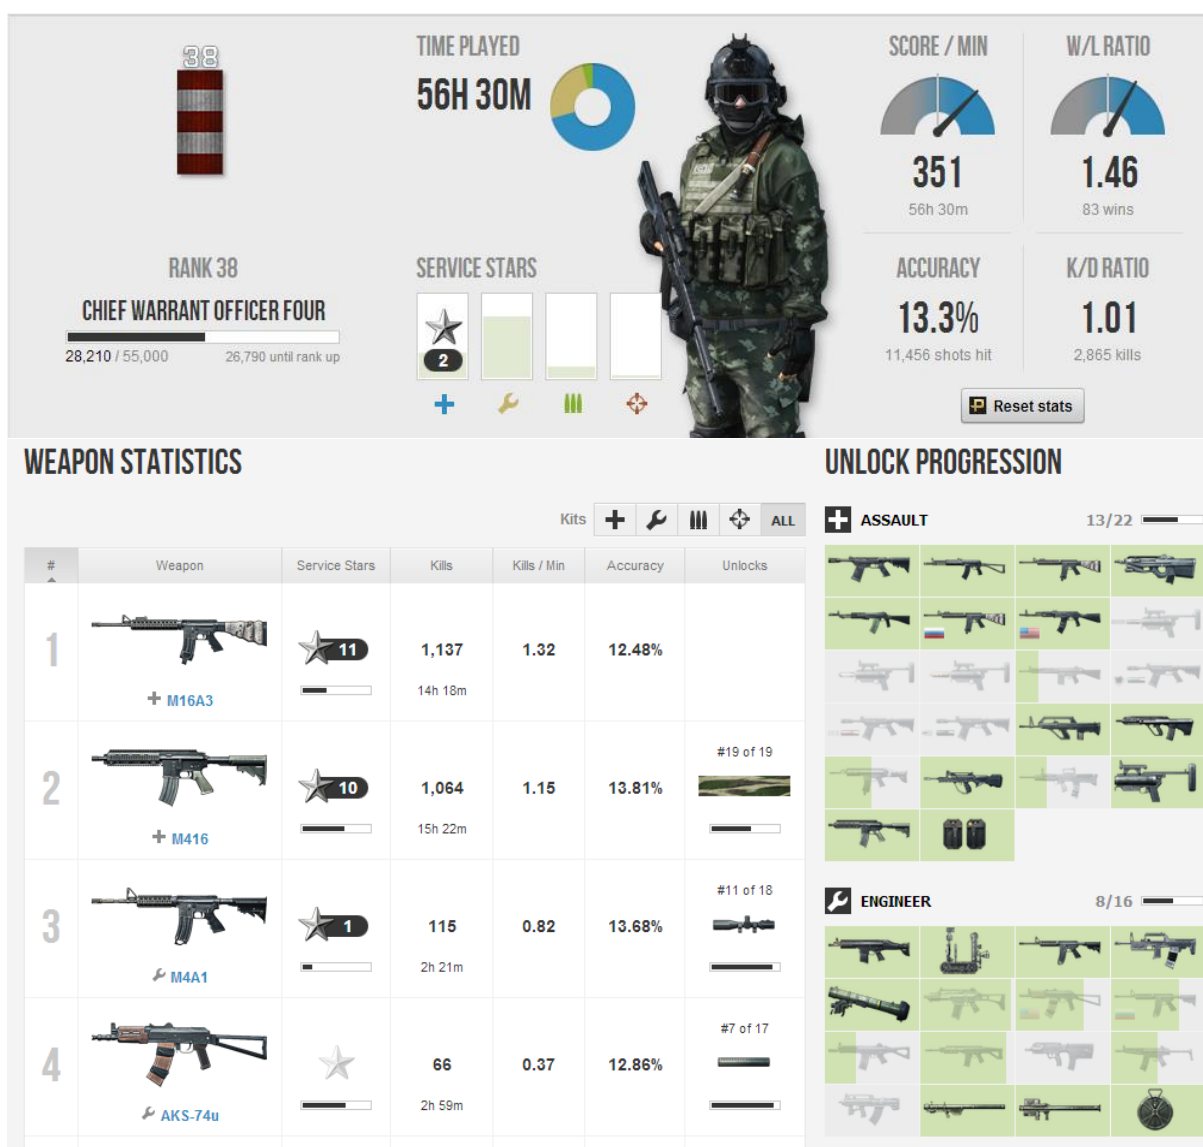 38
TIME PLAYED
56H 30M
SCORE / MIN
W/L RATIO
351
1.46
56h 30m
83 wins
RANK 38
CHIEF WARRANT OFFICER FOUR
28,210 / 55,000
26,790 until rank up
SERVICE STARS
2
ACCURACY
K/D RATIO
13.3%
1.01
11,456 shots hit
2,865 kills
Reset stats
WEAPON STATISTICS
Kits
ALL
# Weapon Service Stars Kills Kills / Min Accuracy Unlocks
1
M16A3
11
1,137
14h 18m
1.32
12.48%
2
M416
10
1,064
15h 22m
1.15
13.81%
#19 of 19
3
M4A1
1
115
2h 21m
0.82
13.68%
#11 of 18
4
AKS-74u
66
2h 59m
0.37
12.86%
#7 of 17
UNLOCK PROGRESSION
ASSAULT
13/22
ENGINEER
8/16